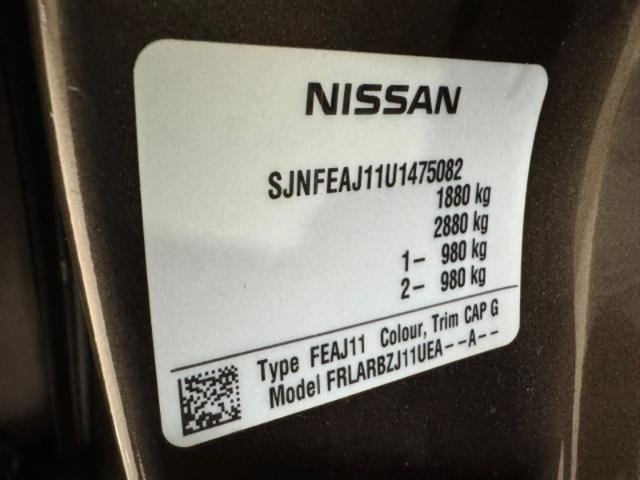 NISSAN
SJNFEAJ11U1475082
1880 kg
2880 kg
1- 980 kg
2- 980 kg
Type FEAJ11 Colour, Trim CAP G
Model FRLARBZJ11UEA--A--